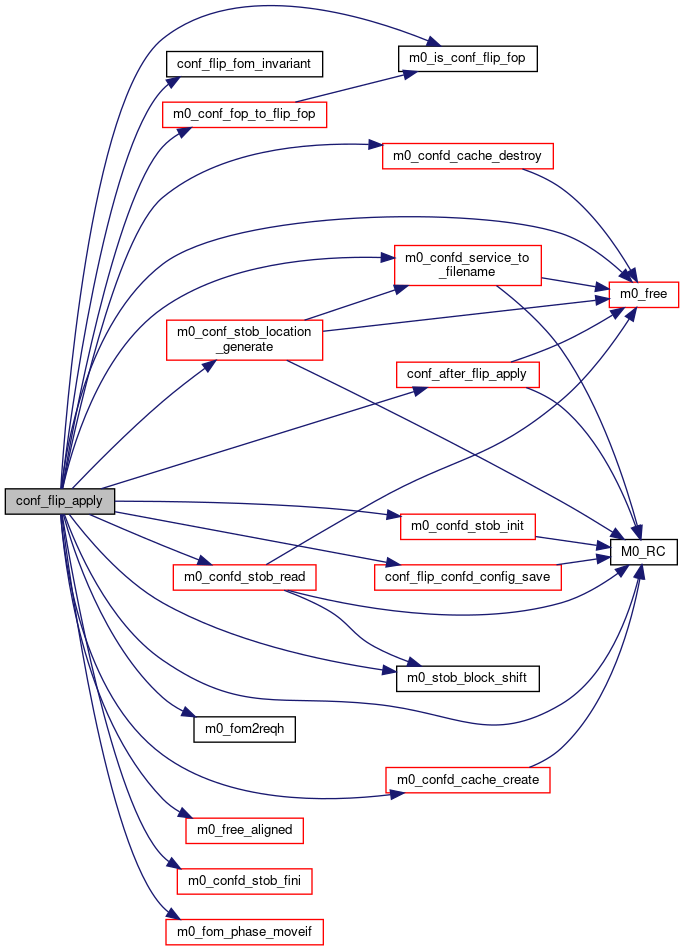 conf_flip_fom_invariant
m0_is_conf_flip_fop
m0_conf_fop_to_flip_fop
m0_confd_cache_destroy
m0_confd_service_to
_filename
m0_free
m0_conf_stob_location
_generate
conf_after_flip_apply
conf_flip_apply
m0_confd_stob_init
M0_RC
m0_confd_stob_read
conf_flip_confd_config_save
m0_stob_block_shift
m0_fom2reqh
m0_confd_cache_create
m0_free_aligned
m0_confd_stob_fini
m0_fom_phase_moveif